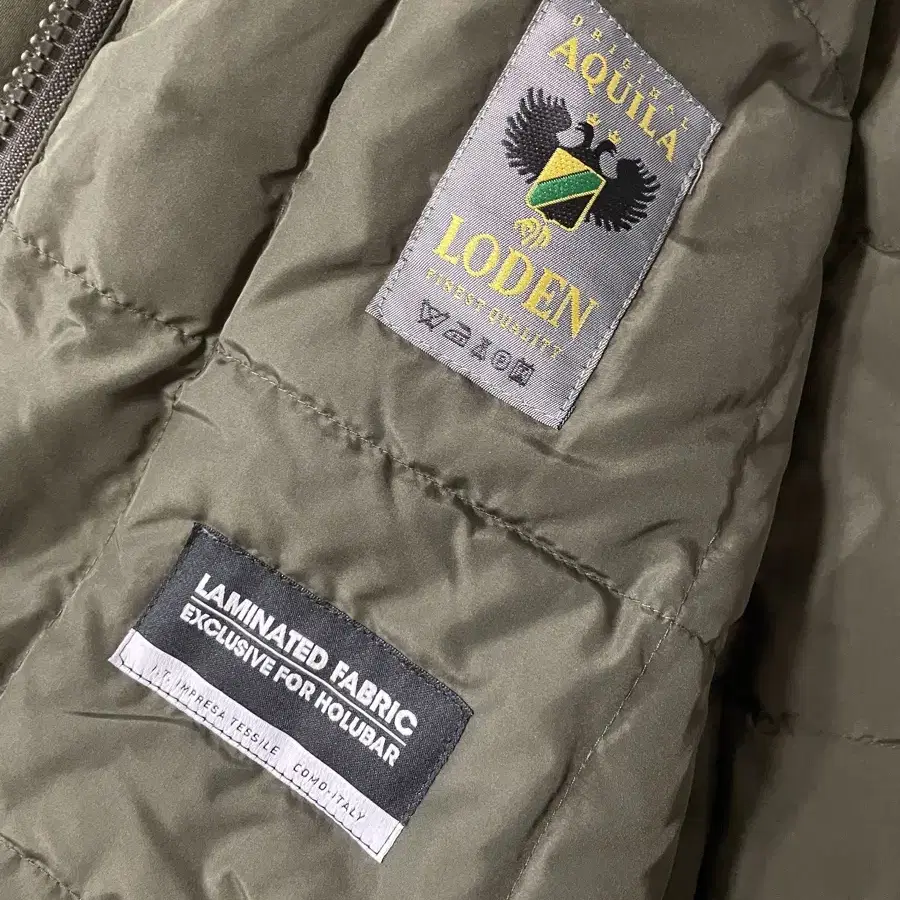 ORIGINAL
AQUILA
LODEN
FINEST QUALITY
LAMINATED FABRIC
EXCLUSIVE FOR HOLUBAR
I.T. IMPRESA TESSILE COMO-ITALY